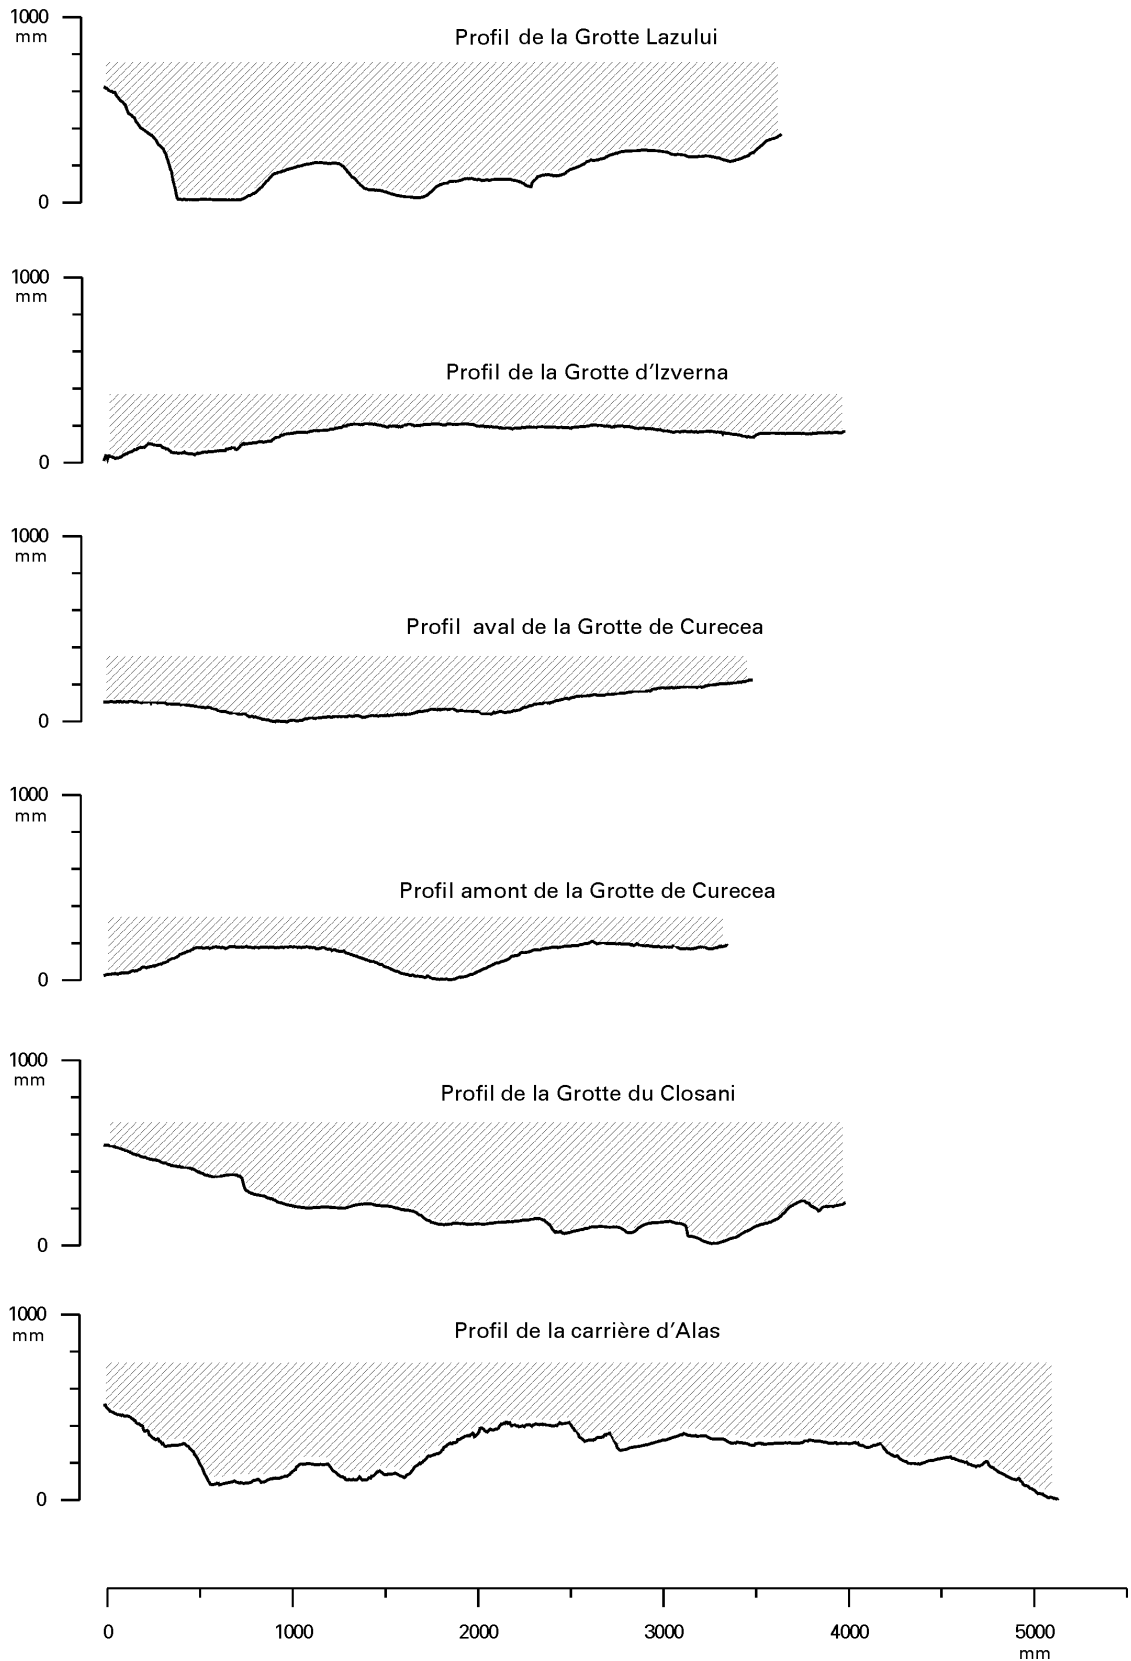 1000
mm
Profil de la Grotte Lazului
0
1000
mm
Profil de la Grotte d'Izverna
0
1000
mm
Profil aval de la Grotte de Curecea
0
1000
mm
Profil amont de la Grotte de Curecea
0
1000
mm
Profil de la Grotte du Closani
0
1000
mm
Profil de la carrière d'Alas
0
0 1000 2000 3000 4000 5000
mm